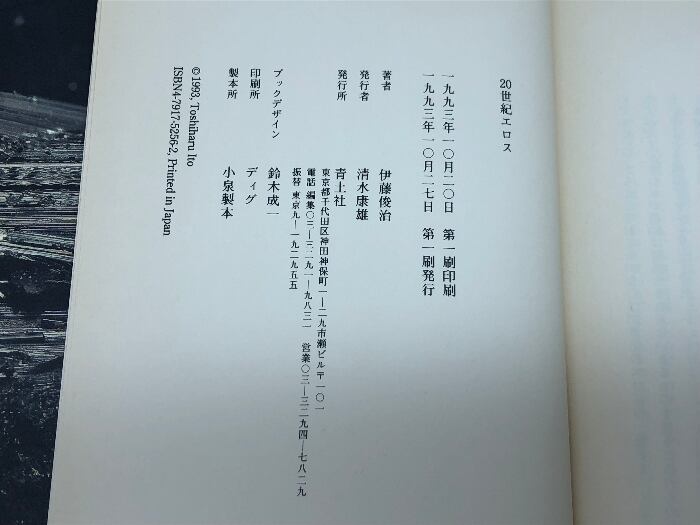 20世紀エロス
一九九三年一〇月二〇日　第一刷印刷
一九九三年一〇月二七日　第一刷発行
著者　伊藤俊治
発行者　清水康雄
発行所　青土社
東京都千代田区神田神保町一―二九市瀬ビル〒一〇一
電話　編集〇三―三二九一―九八三一　営業〇三―三二九四―七八二九
振替　東京九―一九二九五五
ブックデザイン　鈴木成一
印刷所　ディグ
製本所　小泉製本
© 1993, Toshiharu Ito
ISBN4-7917-5256-2, Printed in Japan